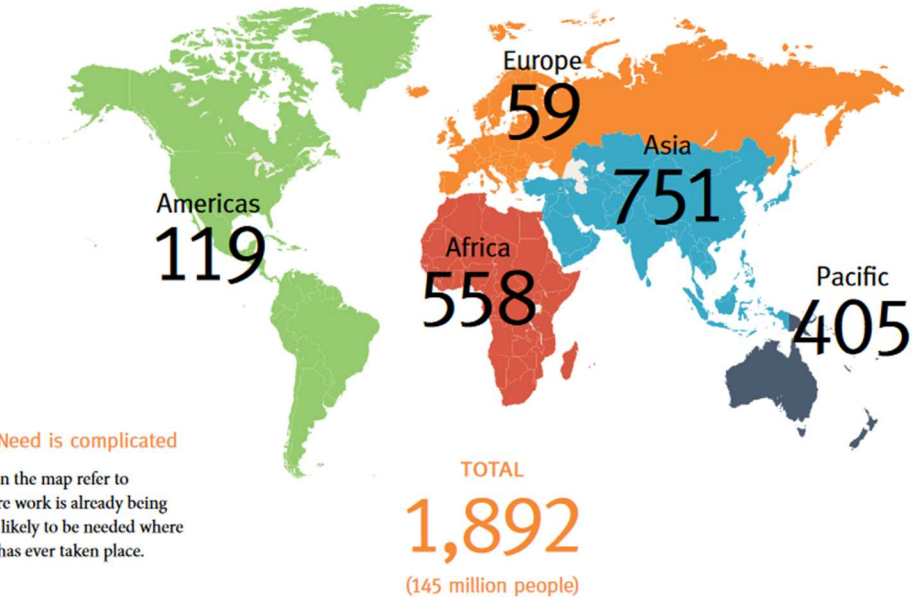 Europe
59
Asia
751
Americas
119
Africa
558
Pacific
405
Need is complicated
n the map refer to
re work is already being
likely to be needed where
has ever taken place.
TOTAL
1,892
(145 million people)